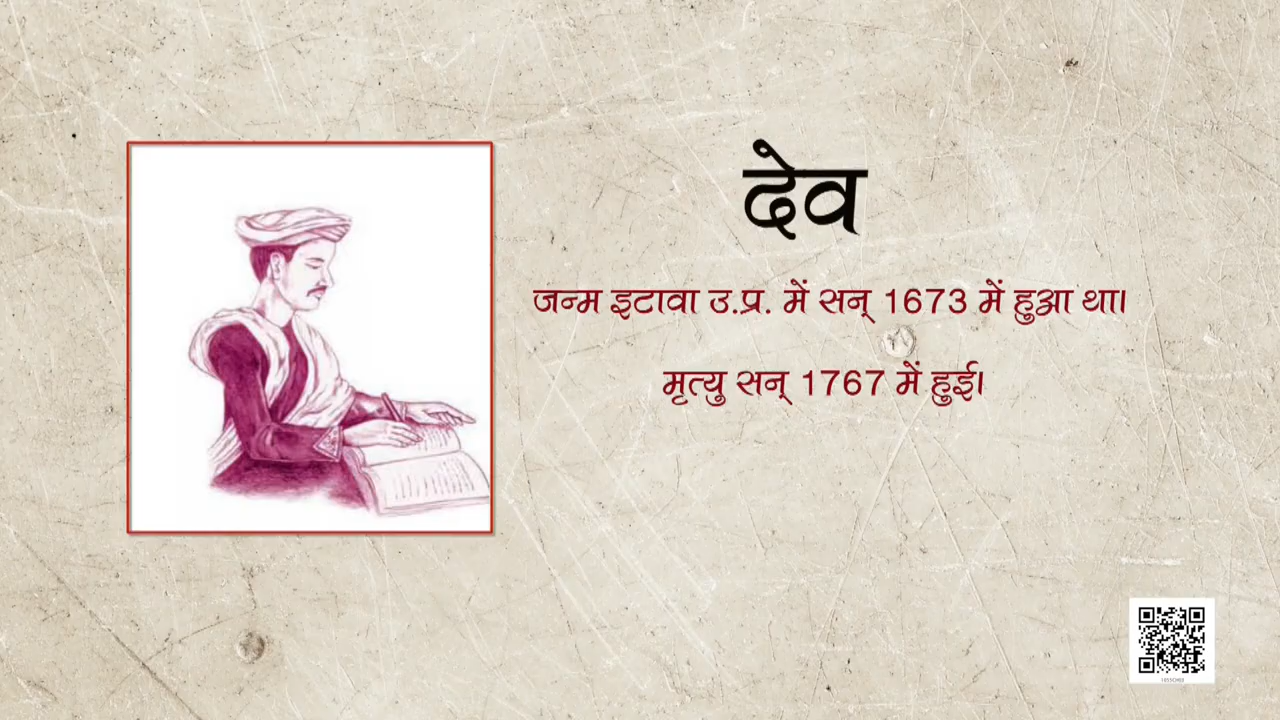 देव
जन्म इटावा उ.प्र. में सन् 1673 में हुआ था।
मृत्यु सन् 1767 में हुई।